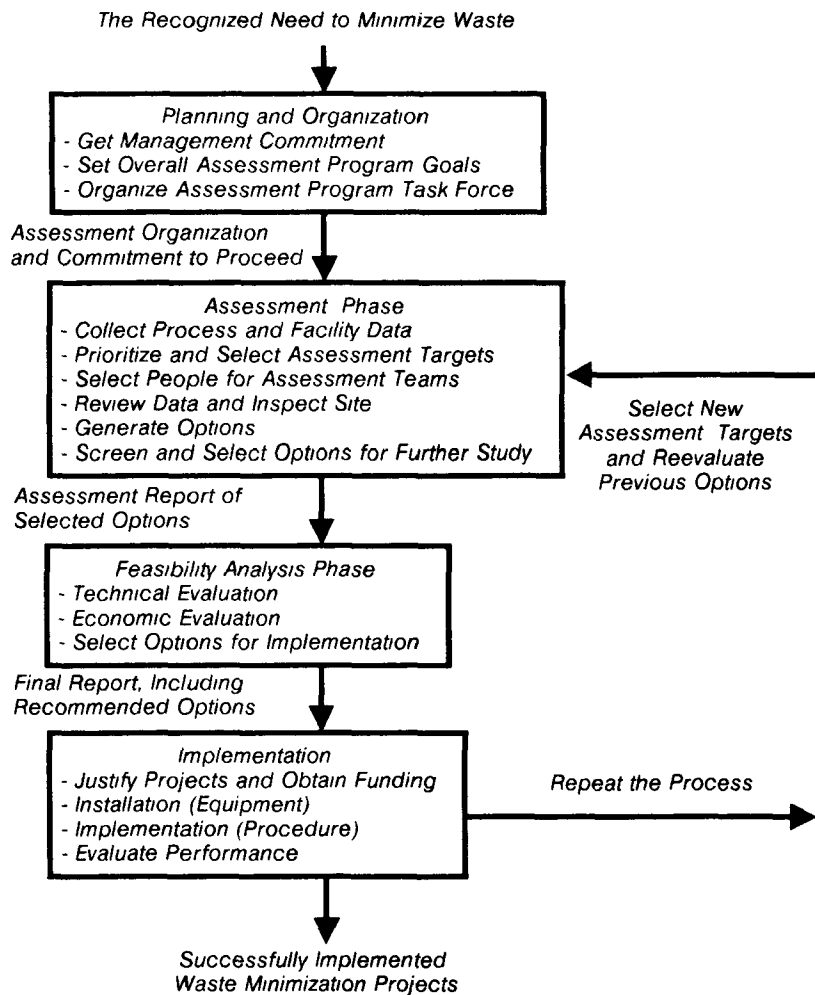 The Recognized Need to Minimize Waste
Planning and Organization
- Get Management Commitment
- Set Overall Assessment Program Goals
- Organize Assessment Program Task Force
Assessment Organization
and Commitment to Proceed
Assessment Phase
- Collect Process and Facility Data
- Prioritize and Select Assessment Targets
- Select People for Assessment Teams
- Review Data and Inspect Site
- Generate Options
- Screen and Select Options for Further Study
Select New
Assessment Targets
and Reevaluate
Previous Options
Assessment Report of
Selected Options
Feasibility Analysis Phase
- Technical Evaluation
- Economic Evaluation
- Select Options for Implementation
Final Report, Including
Recommended Options
Implementation
- Justify Projects and Obtain Funding
- Installation (Equipment)
- Implementation (Procedure)
- Evaluate Performance
Repeat the Process
Successfully Implemented
Waste Minimization Projects